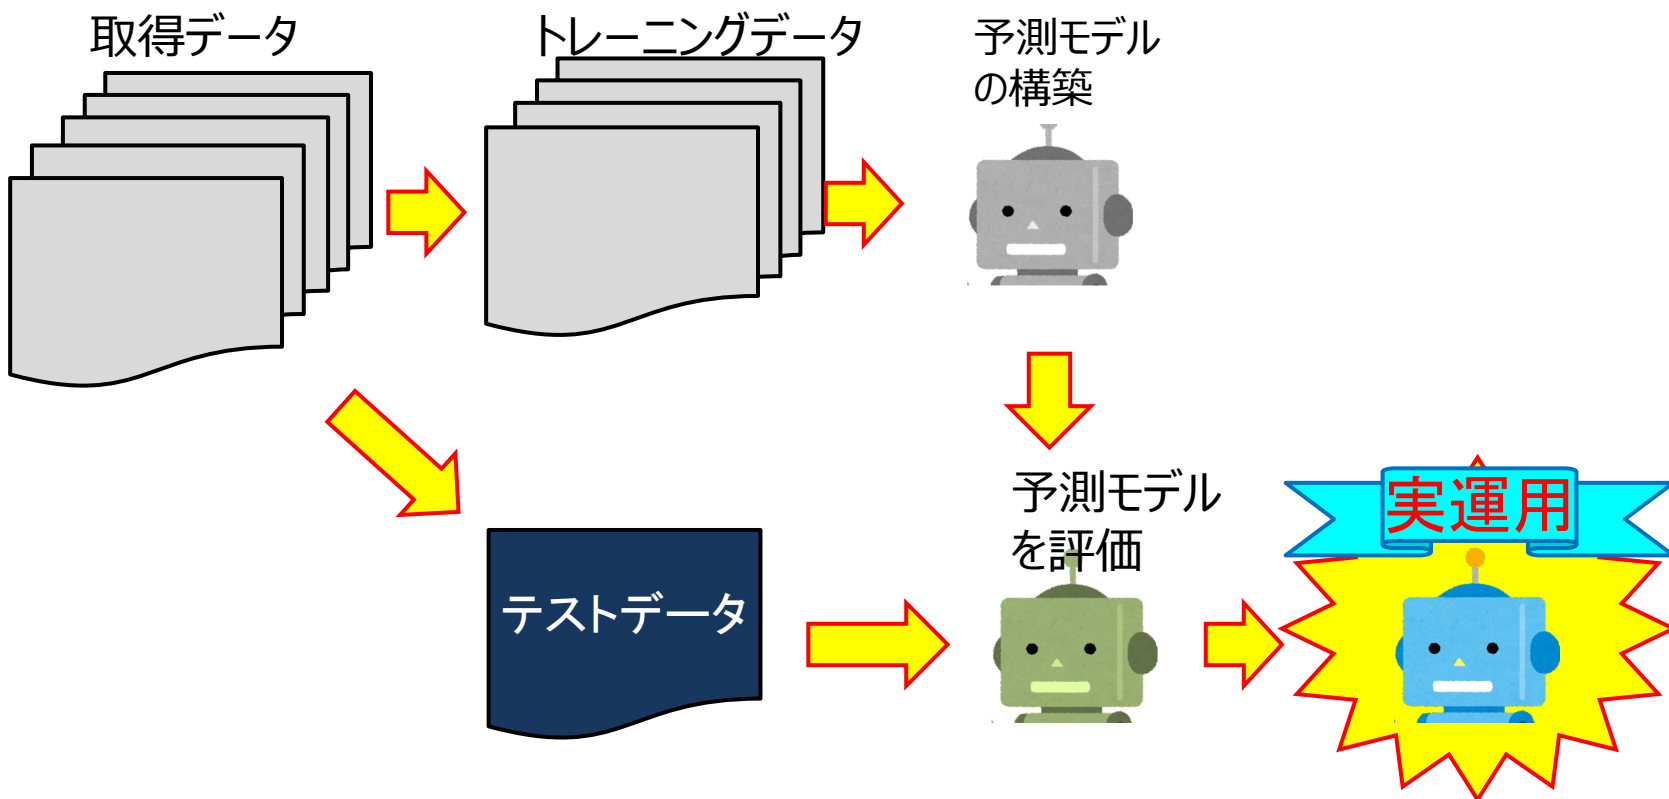 取得データ
トレーニングデータ
予測モデル
の構築
予測モデル
を評価
実運用
テストデータ